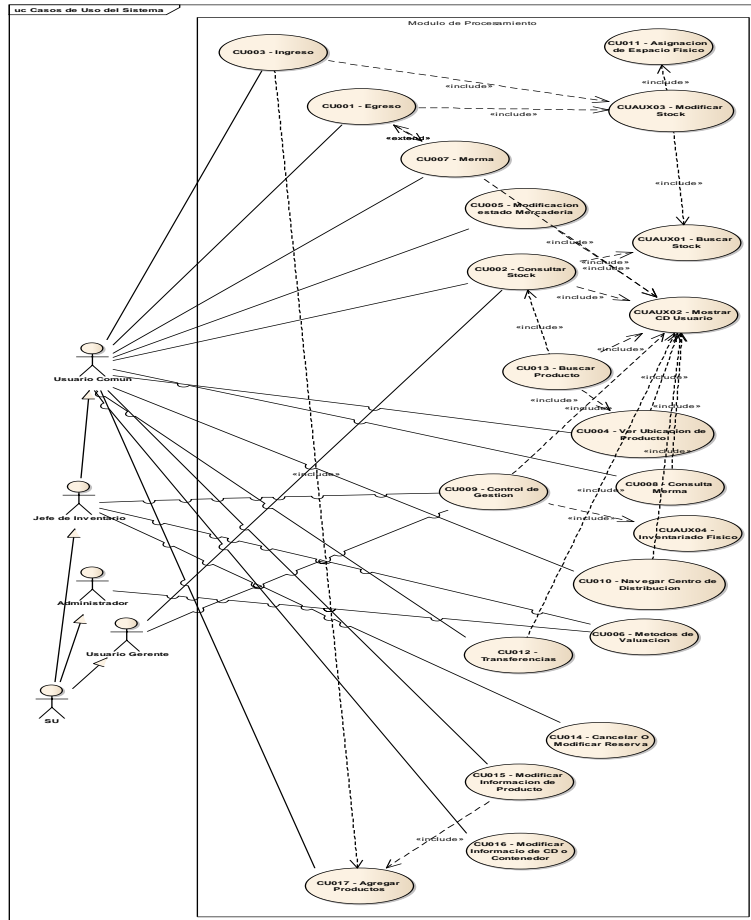 uc Casos de Uso del Sistema
Modulo de Procesamiento
CU003 - Ingreso
CU011 - Asignacion
de Espacio Fisico
«include»
«include»
CUAUX03 - Modificar
Stock
CU001 - Egreso
«include»
«extend»
CU007 - Merma
«include»
CU005 - Modificacion
estado Mercaderia
CUAUX01 - Buscar
Stock
«include»
«include»
«include»
CU002 - Consultar
Stock
«include»
CUAUX02 - Mostrar
CD Usuario
«include»
«include»
Usuario Comun
CU013 - Buscar
Producto
«include»
«include»
«include»
CU004 - Ver Ubicacion de
Producto
«include»
«include»
CU009 - Control de
Gestion
«include»
CU008 - Consulta
Merma
Jefe de Inventario
«include»
CUAUX04 -
Inventariado Fisico
CU010 - Navegar Centro de
Distribucion
Administrador
CU006 - Metodos de
Valuacion
Usuario Gerente
CU012 -
Transferencias
SU
CU014 - Cancelar O
Modificar Reserva
CU015 - Modificar
Informacion de
Producto
«include»
CU016 - Modificar
Informacio de CD o
Contenedor
CU017 - Agregar
Productos